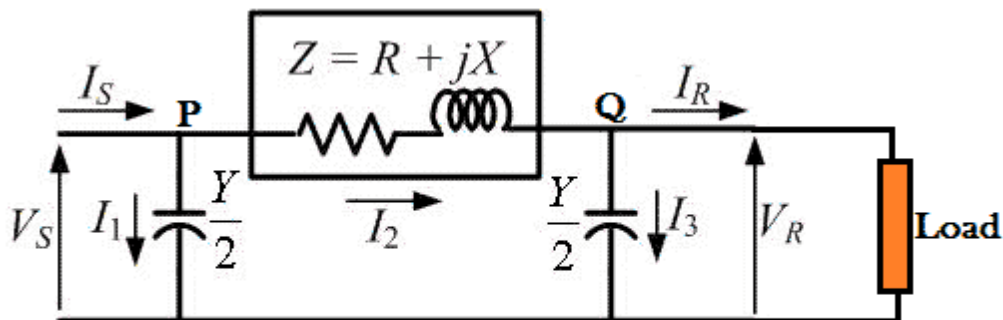 Z = R + jX
I_S
P
Q
I_R
V_S
I_1
Y/2
I_2
Y/2
I_3
V_R
Load